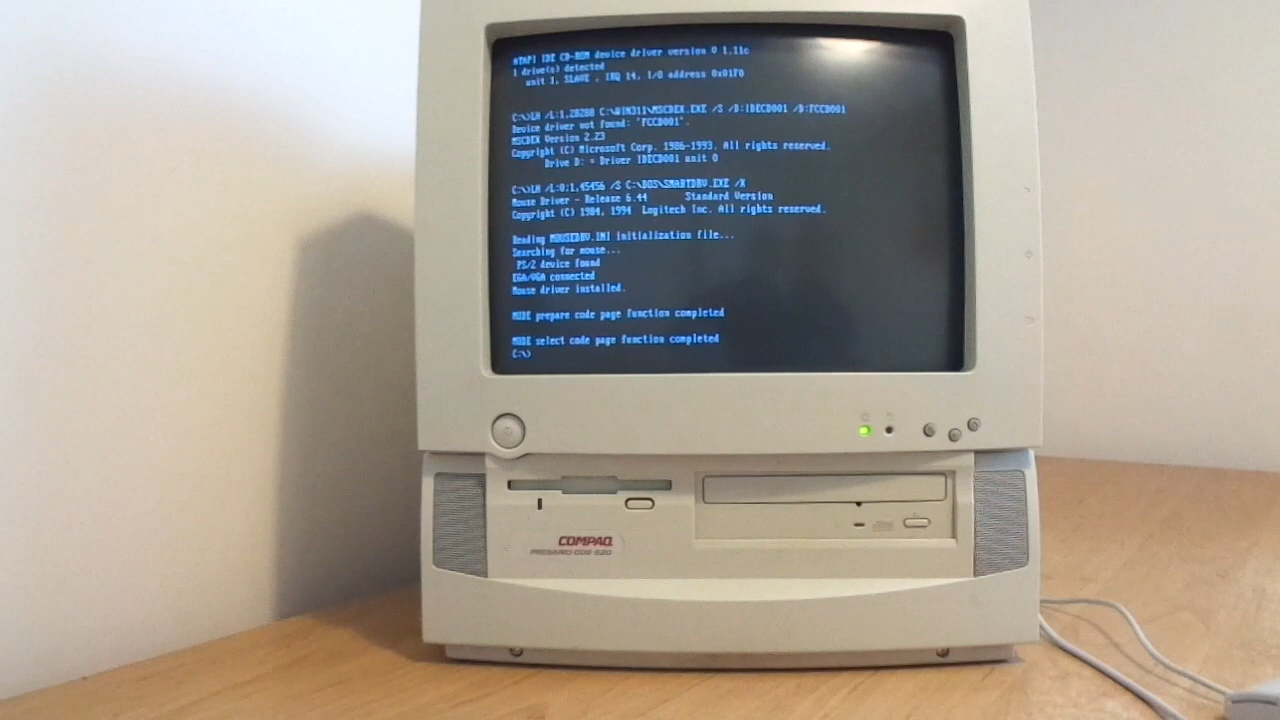 ATAPI IDE CD-ROM device driver version 0 1.11c
1 drive(s) detected
unit 1, SLAVE , IRQ 14, I/O address 0x01F0
C:\>LH /L:1,28288 C:\WIN311\MSCDEX.EXE /S /D:IDECD001 /D:FCCD001
Device driver not found: 'FCCD001'.
MSCDEX Version 2.23
Copyright (C) Microsoft Corp. 1986-1993. All rights reserved.
Drive D: = Driver IDECD001 unit 0
C:\>LH /L:0;1,45456 /S C:\DOS\SMARTDRV.EXE /X
Mouse Driver - Release 6.44 Standard Version
Copyright (C) 1984, 1994 Logitech Inc. All rights reserved.
Reading MOUSEDRV.INI initialization file...
Searching for mouse...
PS/2 device found
EGA/VGA connected
Mouse driver installed.
MODE prepare code page function completed
MODE select code page function completed
C:\>
COMPAQ
PRESARIO CDS 520